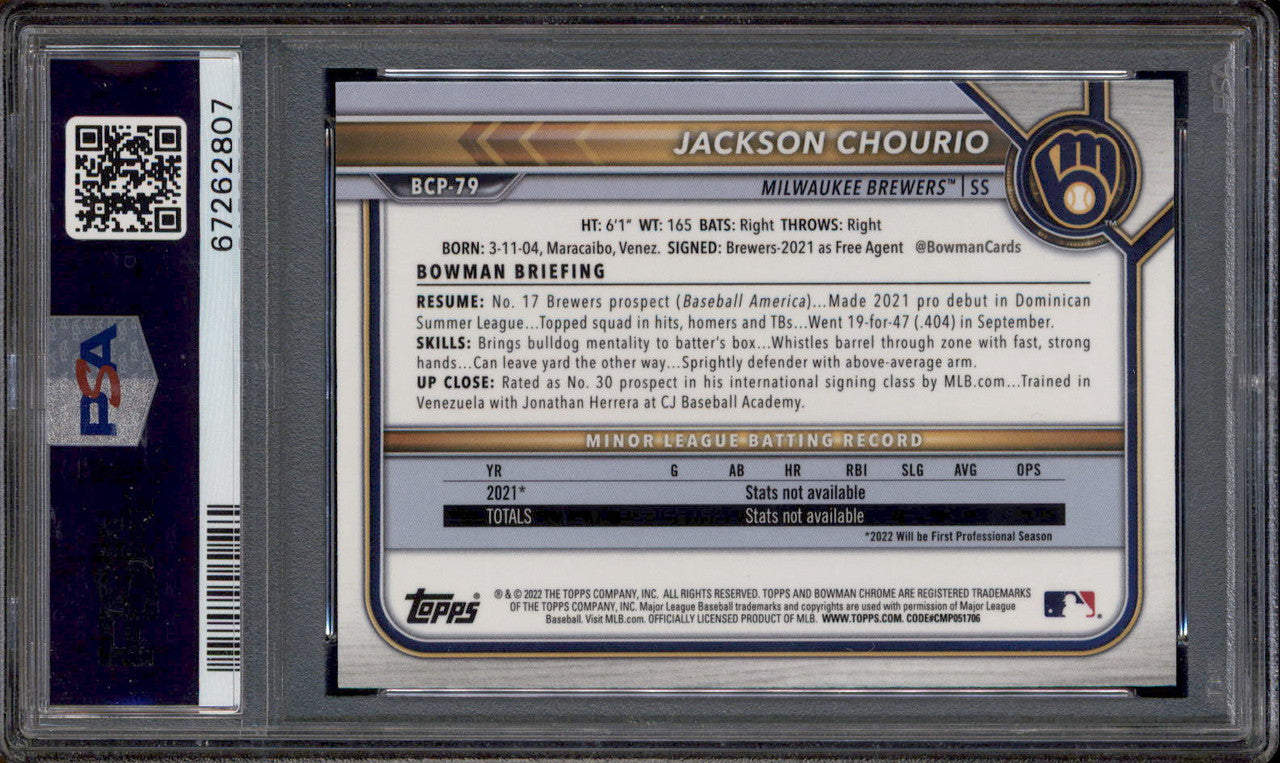 67262807
PSA
JACKSON CHOURIO
BCP-79
MILWAUKEE BREWERS™ | SS
HT: 6'1" WT: 165 BATS: Right THROWS: Right
BORN: 3-11-04, Maracaibo, Venez. SIGNED: Brewers-2021 as Free Agent @BowmanCards
BOWMAN BRIEFING
RESUME: No. 17 Brewers prospect (Baseball America)...Made 2021 pro debut in Dominican
Summer League...Topped squad in hits, homers and TBs...Went 19-for-47 (.404) in September.
SKILLS: Brings bulldog mentality to batter's box...Whistles barrel through zone with fast, strong
hands...Can leave yard the other way...Sprightly defender with above-average arm.
UP CLOSE: Rated as No. 30 prospect in his international signing class by MLB.com...Trained in
Venezuela with Jonathan Herrera at CJ Baseball Academy.
MINOR LEAGUE BATTING RECORD
YR G AB HR RBI SLG AVG OPS
2021* Stats not available
TOTALS Stats not available
*2022 Will be First Professional Season
Topps®
® & © 2022 THE TOPPS COMPANY, INC. ALL RIGHTS RESERVED. TOPPS AND BOWMAN CHROME ARE REGISTERED TRADEMARKS
OF THE TOPPS COMPANY, INC. Major League Baseball trademarks and copyrights are used with permission of Major League
Baseball. Visit MLB.com. OFFICIALLY LICENSED PRODUCT OF MLB. WWW.TOPPS.COM. CODE#CMP051706